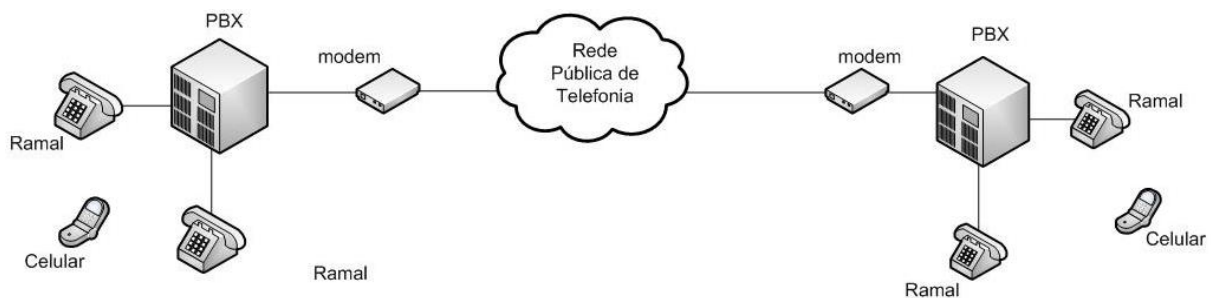 PBX
modem
Rede
Pública de
Telefonia
modem
PBX
Ramal
Ramal
Celular
Ramal
Ramal
Celular